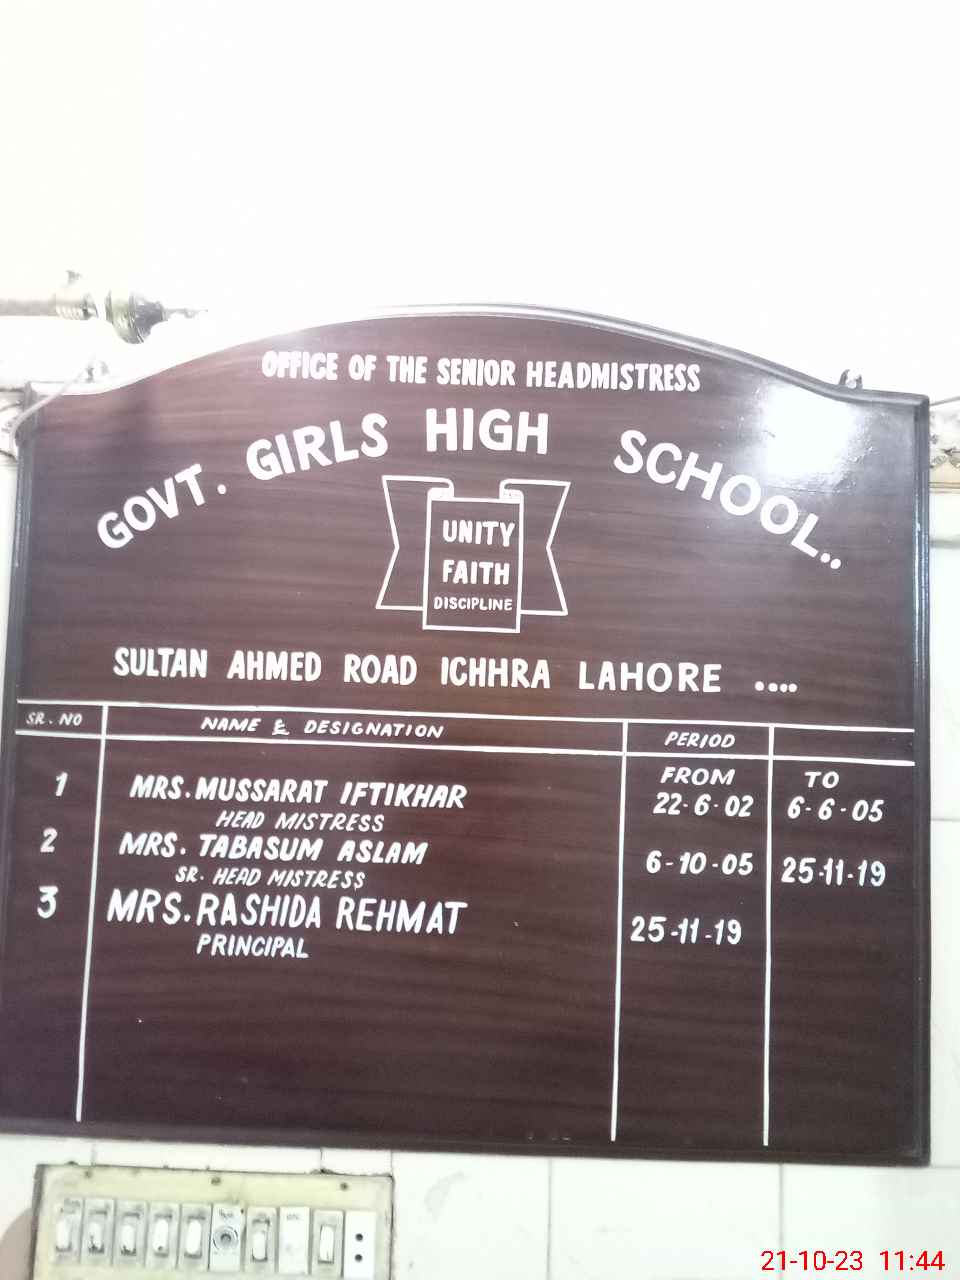 OFFICE OF THE SENIOR HEADMISTRESS
GOVT. GIRLS HIGH SCHOOL..
UNITY
FAITH
DISCIPLINE
SULTAN AHMED ROAD ICHHRA LAHORE ....
SR. NO NAME & DESIGNATION PERIOD
FROM TO
1 MRS. MUSSARAT IFTIKHAR 22-6-02 6-6-05
HEAD MISTRESS
2 MRS. TABASUM ASLAM 6-10-05 25-11-19
SR. HEAD MISTRESS
3 MRS. RASHIDA REHMAT 25-11-19
PRINCIPAL
21-10-23 11:44